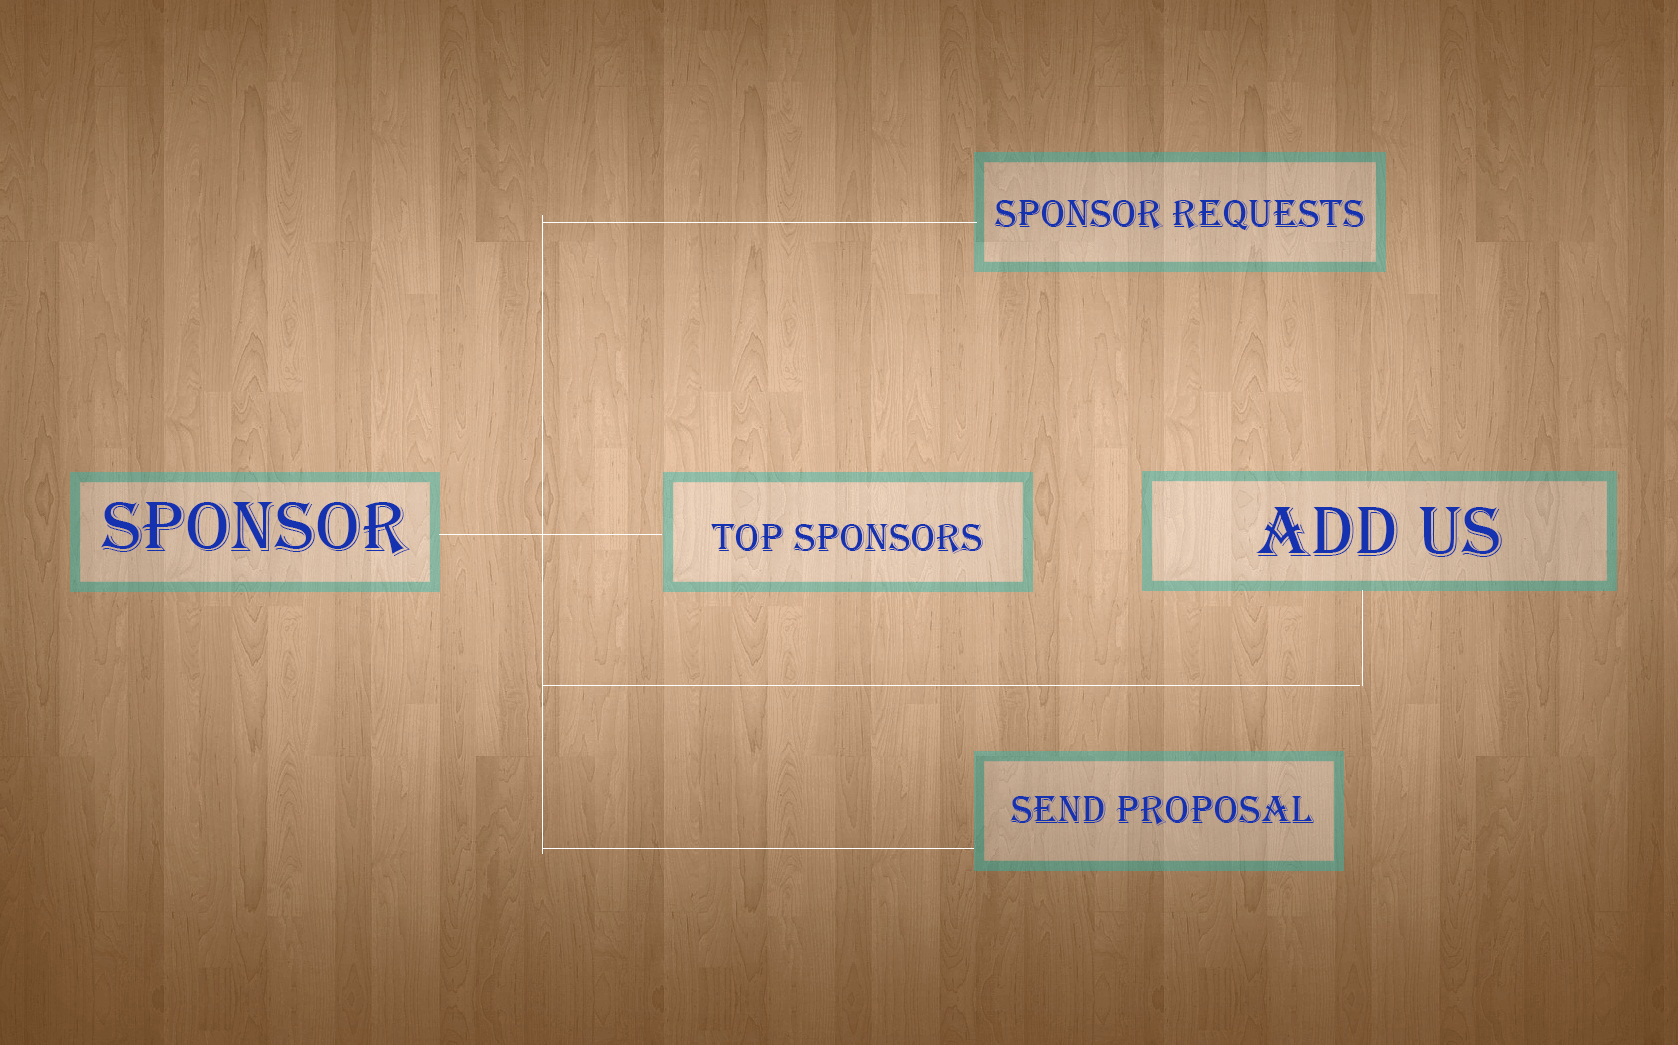 SPONSOR REQUESTS
SPONSOR
TOP SPONSORS
ADD US
SEND PROPOSAL